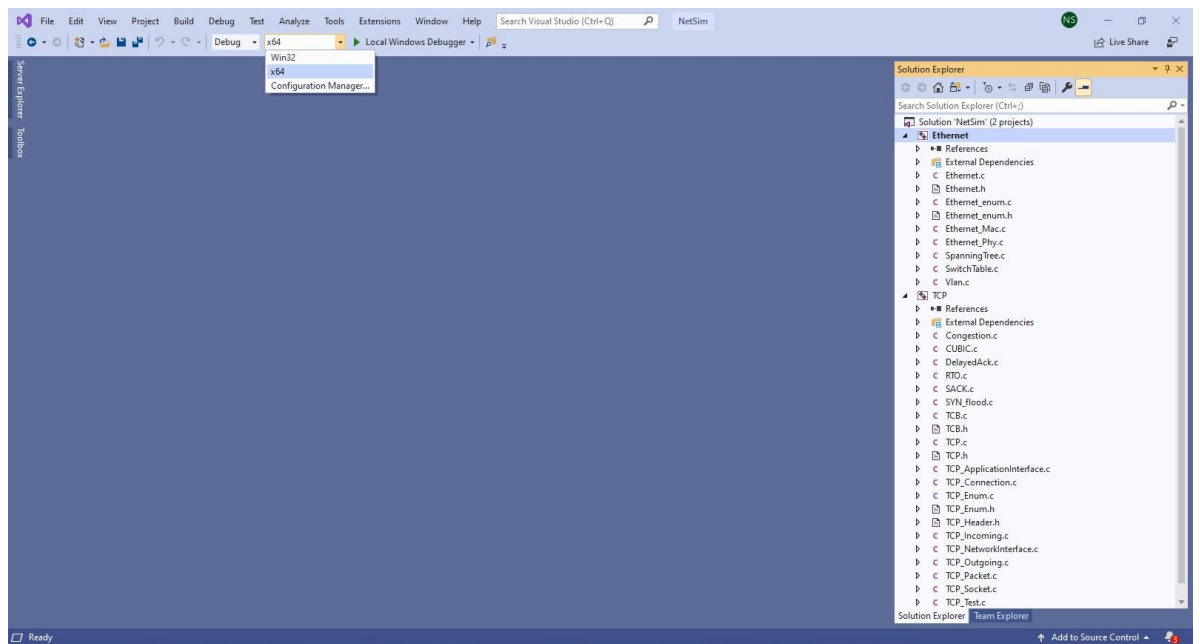 File Edit View Project Build Debug Test Analyze Tools Extensions Window Help Search Visual Studio (Ctrl+Q) NetSim NS
Debug x64 Local Windows Debugger Live Share
Win32
x64
Configuration Manager...
Server Explorer
Toolbox
Solution Explorer
Search Solution Explorer (Ctrl+;)
Solution 'NetSim' (2 projects)
Ethernet
References
External Dependencies
Ethernet.c
Ethernet.h
Ethernet_enum.c
Ethernet_enum.h
Ethernet_Mac.c
Ethernet_Phy.c
SpanningTree.c
SwitchTable.c
Vlan.c
TCP
References
External Dependencies
Congestion.c
CUBIC.c
DelayedAck.c
RTO.c
SACK.c
SYN_flood.c
TCB.c
TCB.h
TCP.c
TCP.h
TCP_ApplicationInterface.c
TCP_Connection.c
TCP_Enum.c
TCP_Enum.h
TCP_Header.h
TCP_Incoming.c
TCP_NetworkInterface.c
TCP_Outgoing.c
TCP_Packet.c
TCP_Socket.c
TCP_Test.c
Solution Explorer Team Explorer
Ready Add to Source Control 3